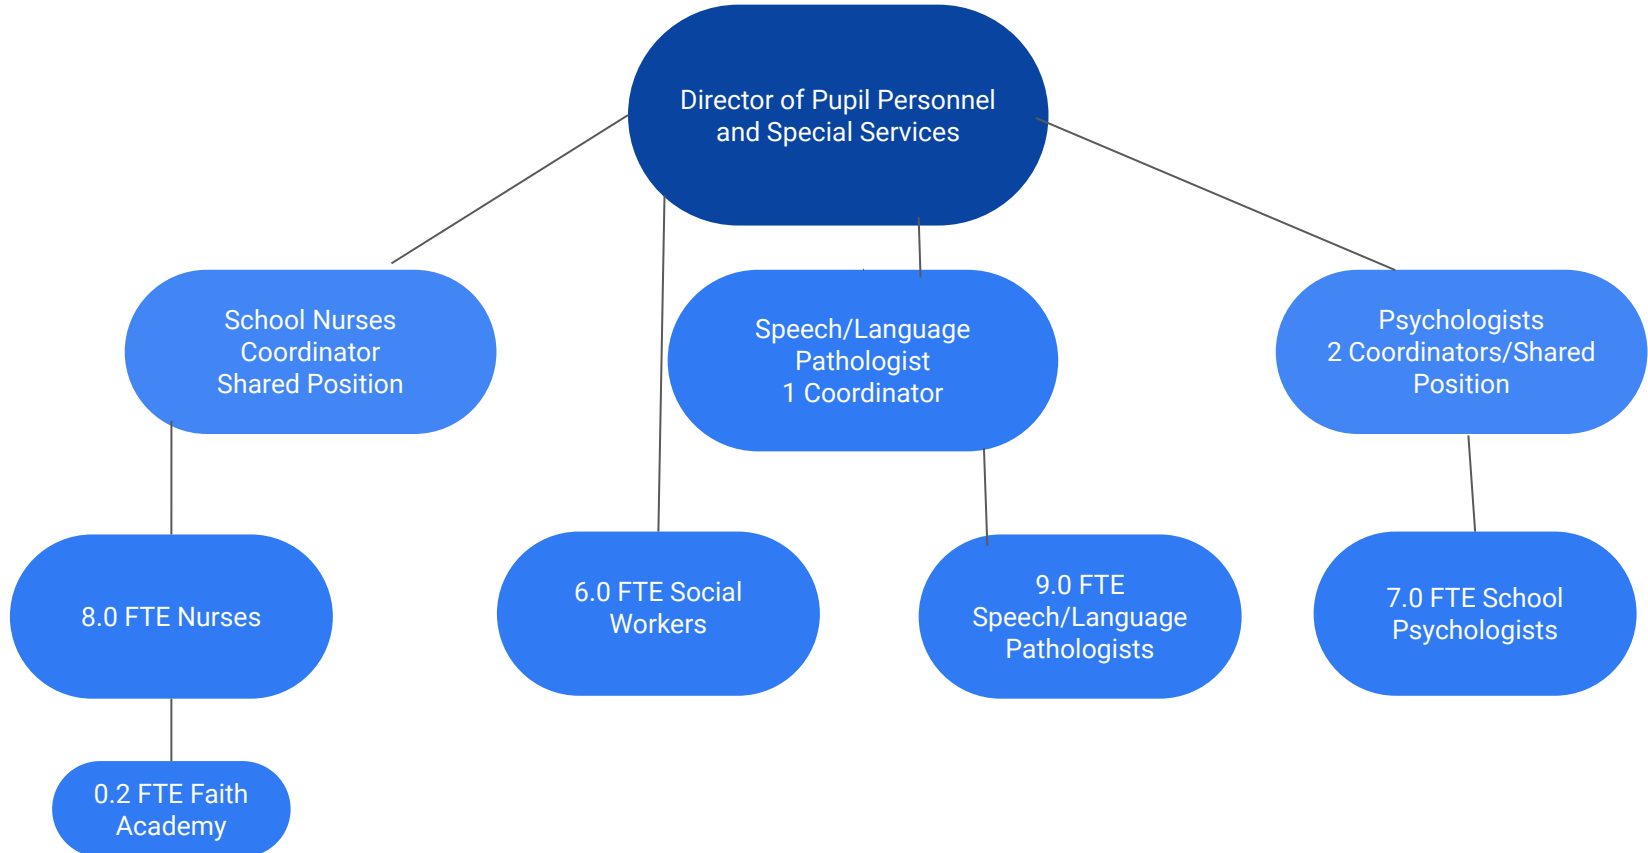 Director of Pupil Personnel
and Special Services
School Nurses
Coordinator
Shared Position
Speech/Language
Pathologist
1 Coordinator
Psychologists
2 Coordinators/Shared
Position
8.0 FTE Nurses
6.0 FTE Social
Workers
9.0 FTE
Speech/Language
Pathologists
7.0 FTE School
Psychologists
0.2 FTE Faith
Academy